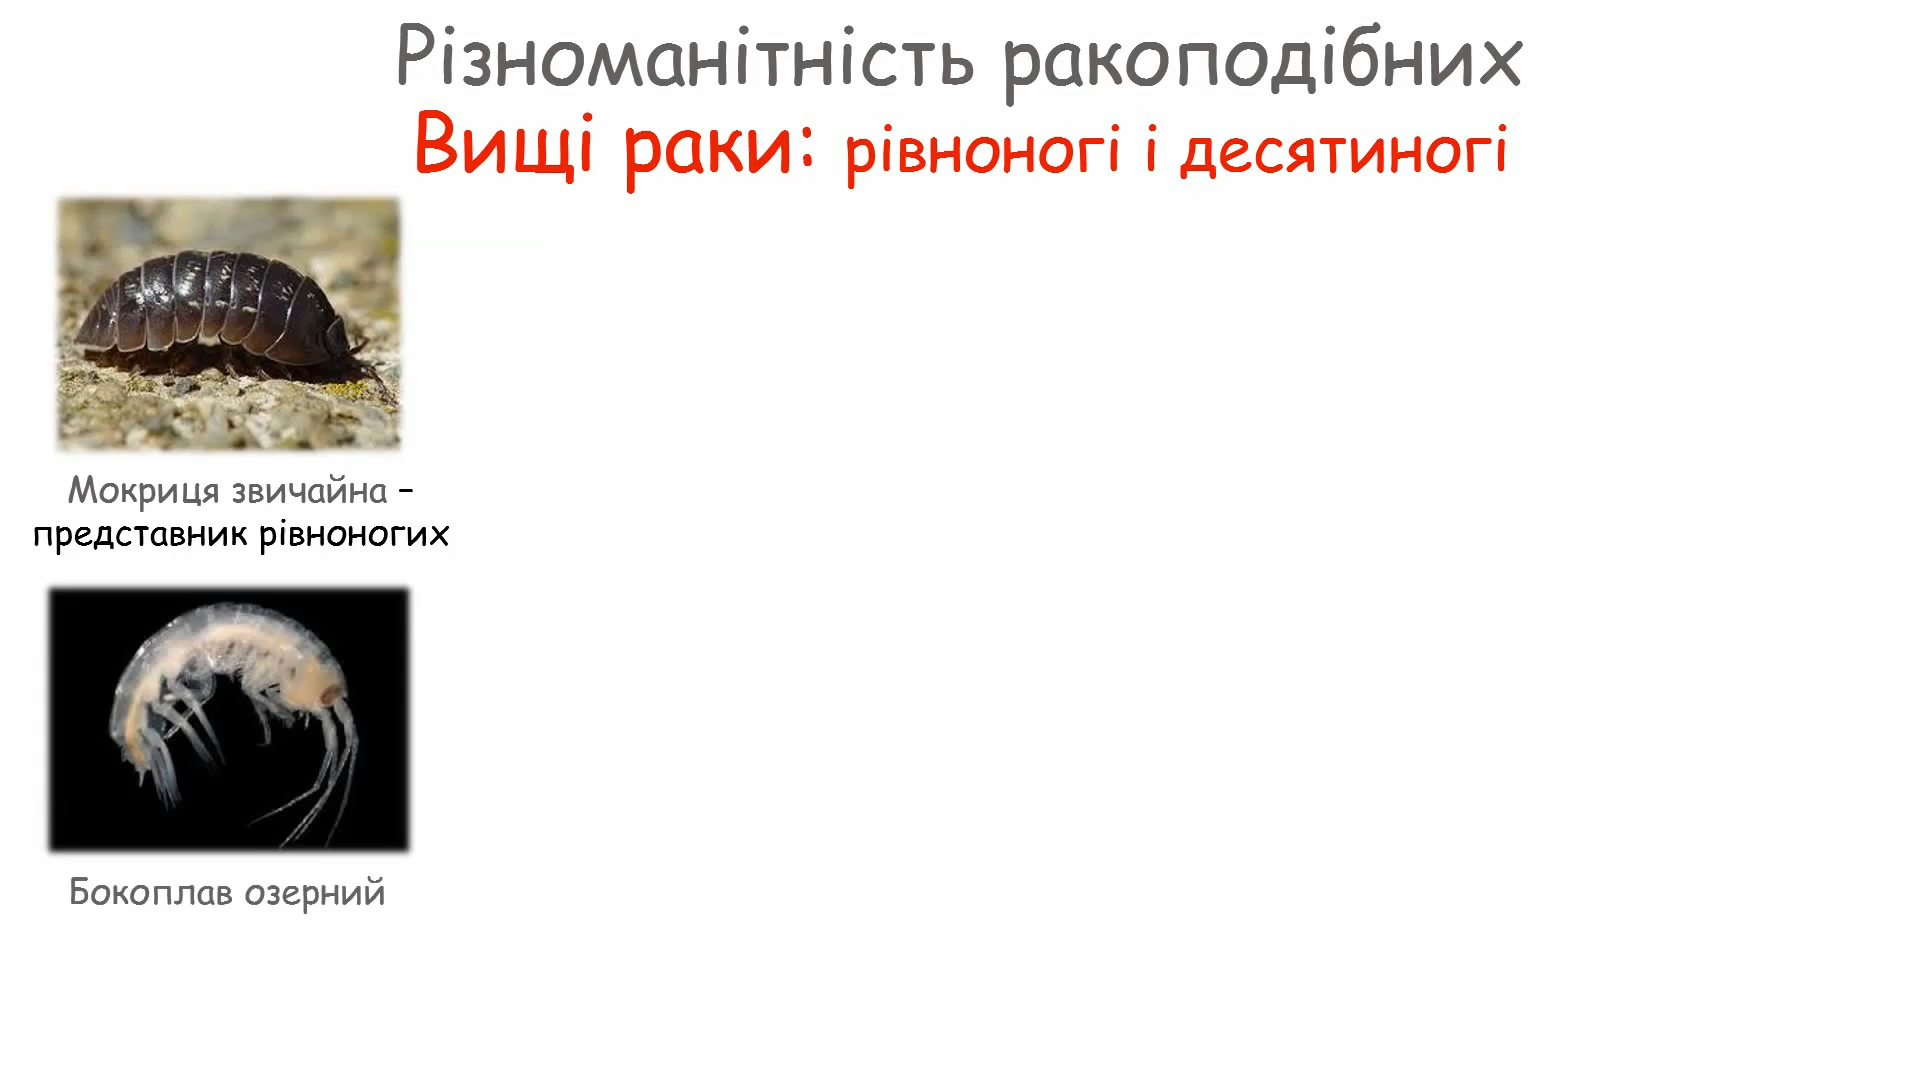 Різноманітність ракоподібних
Вищі раки: рівноногі і десятиногі
Мокриця звичайна –
представник рівноногих
Бокоплав озерний